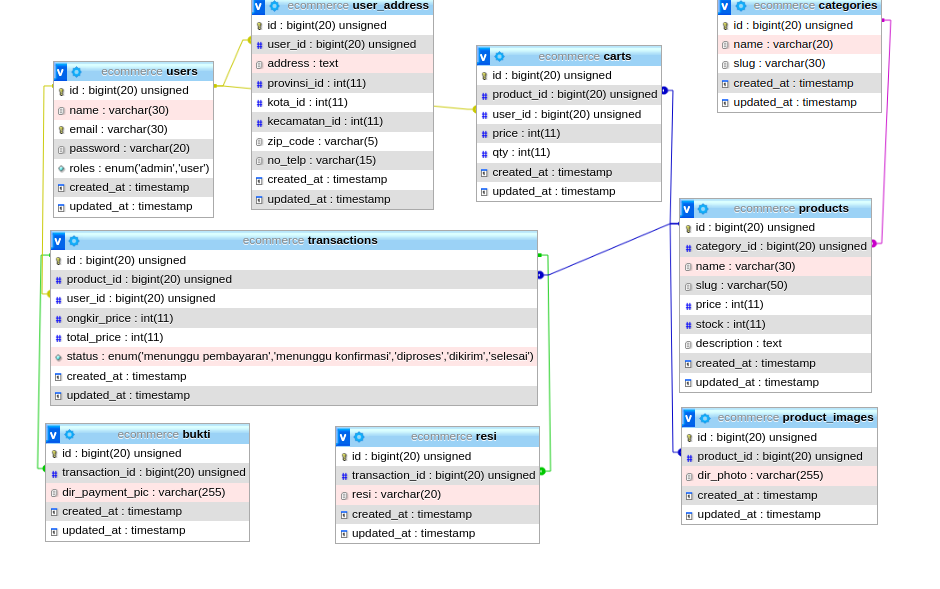 ecommerce users
id : bigint(20) unsigned
name : varchar(30)
email : varchar(30)
password : varchar(20)
roles : enum('admin','user')
created_at : timestamp
updated_at : timestamp
v user_address
id : bigint(20) unsigned
user_id : bigint(20) unsigned
address : text
provinsi_id : int(11)
kota_id : int(11)
kecamatan_id : int(11)
zip_code : varchar(5)
no_telp : varchar(15)
created_at : timestamp
updated_at : timestamp
ecommerce carts
id : bigint(20) unsigned
product_id : bigint(20) unsigned
user_id : bigint(20) unsigned
price : int(11)
qty : int(11)
created_at : timestamp
updated_at : timestamp
ecommerce categories
id : bigint(20) unsigned
name : varchar(20)
slug : varchar(30)
created_at : timestamp
updated_at : timestamp
ecommerce transactions
id : bigint(20) unsigned
product_id : bigint(20) unsigned
user_id : bigint(20) unsigned
ongkir_price : int(11)
total_price : int(11)
status : enum('menunggu pembayaran','menunggu konfirmasi','diproses','dikirim','selesai')
created_at : timestamp
updated_at : timestamp
ecommerce products
id : bigint(20) unsigned
category_id : bigint(20) unsigned
name : varchar(30)
slug : varchar(50)
price : int(11)
stock : int(11)
description : text
created_at : timestamp
updated_at : timestamp
ecommerce bukti
id : bigint(20) unsigned
transaction_id : bigint(20) unsigned
dir_payment_pic : varchar(255)
created_at : timestamp
updated_at : timestamp
ecommerce resi
id : bigint(20) unsigned
transaction_id : bigint(20) unsigned
resi : varchar(20)
created_at : timestamp
updated_at : timestamp
ecommerce product_images
id : bigint(20) unsigned
product_id : bigint(20) unsigned
dir_photo : varchar(255)
created_at : timestamp
updated_at : timestamp